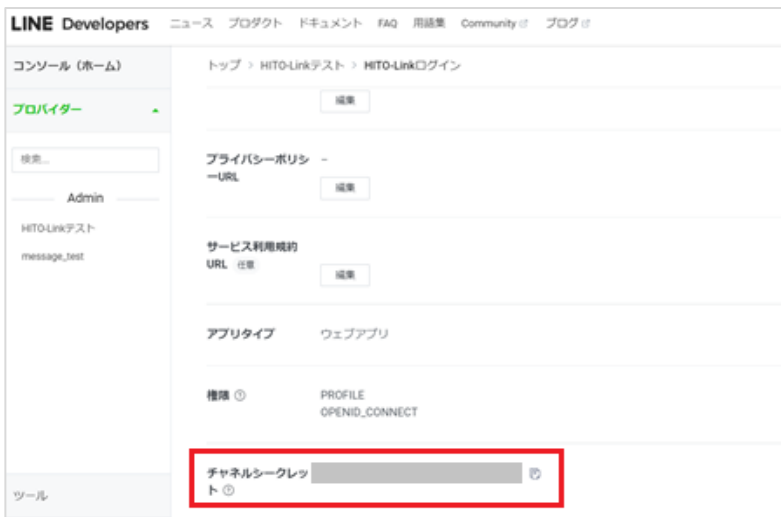 LINE Developers ニュース プロダクト ドキュメント FAQ 用語集 Community ブログ
コンソール（ホーム）
トップ > HITO-Linkテスト > HITO-Linkログイン
編集
プロバイダー
検索...
プライバシーポリシ -
ーURL
編集
Admin
HITO-Linkテスト
message_test
サービス利用規約
URL 任意
編集
アプリタイプ ウェブアプリ
権限 PROFILE
OPENID_CONNECT
チャネルシークレッ
ト
ツール